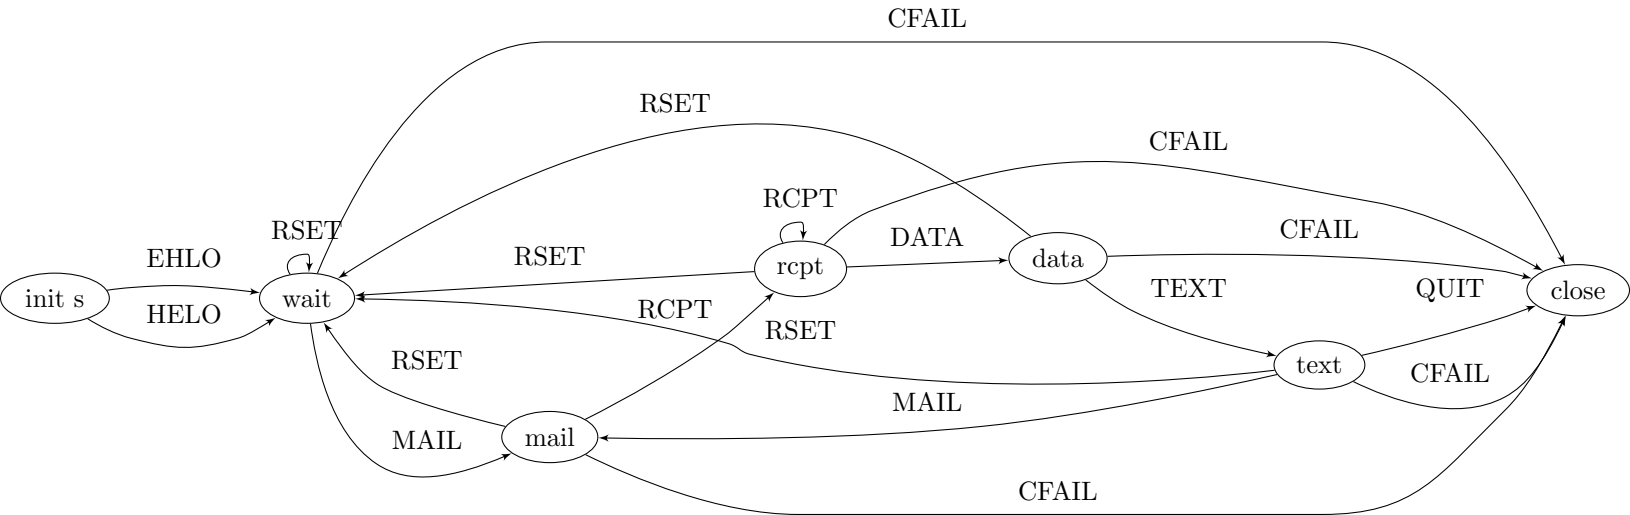 CFAIL
RSET
CFAIL
RCPT
RSET
CFAIL
DATA
EHLO
RSET
rcpt
data
TEXT
QUIT
close
init s
wait
HELO
RCPT
RSET
RSET
text
CFAIL
MAIL
MAIL
mail
CFAIL